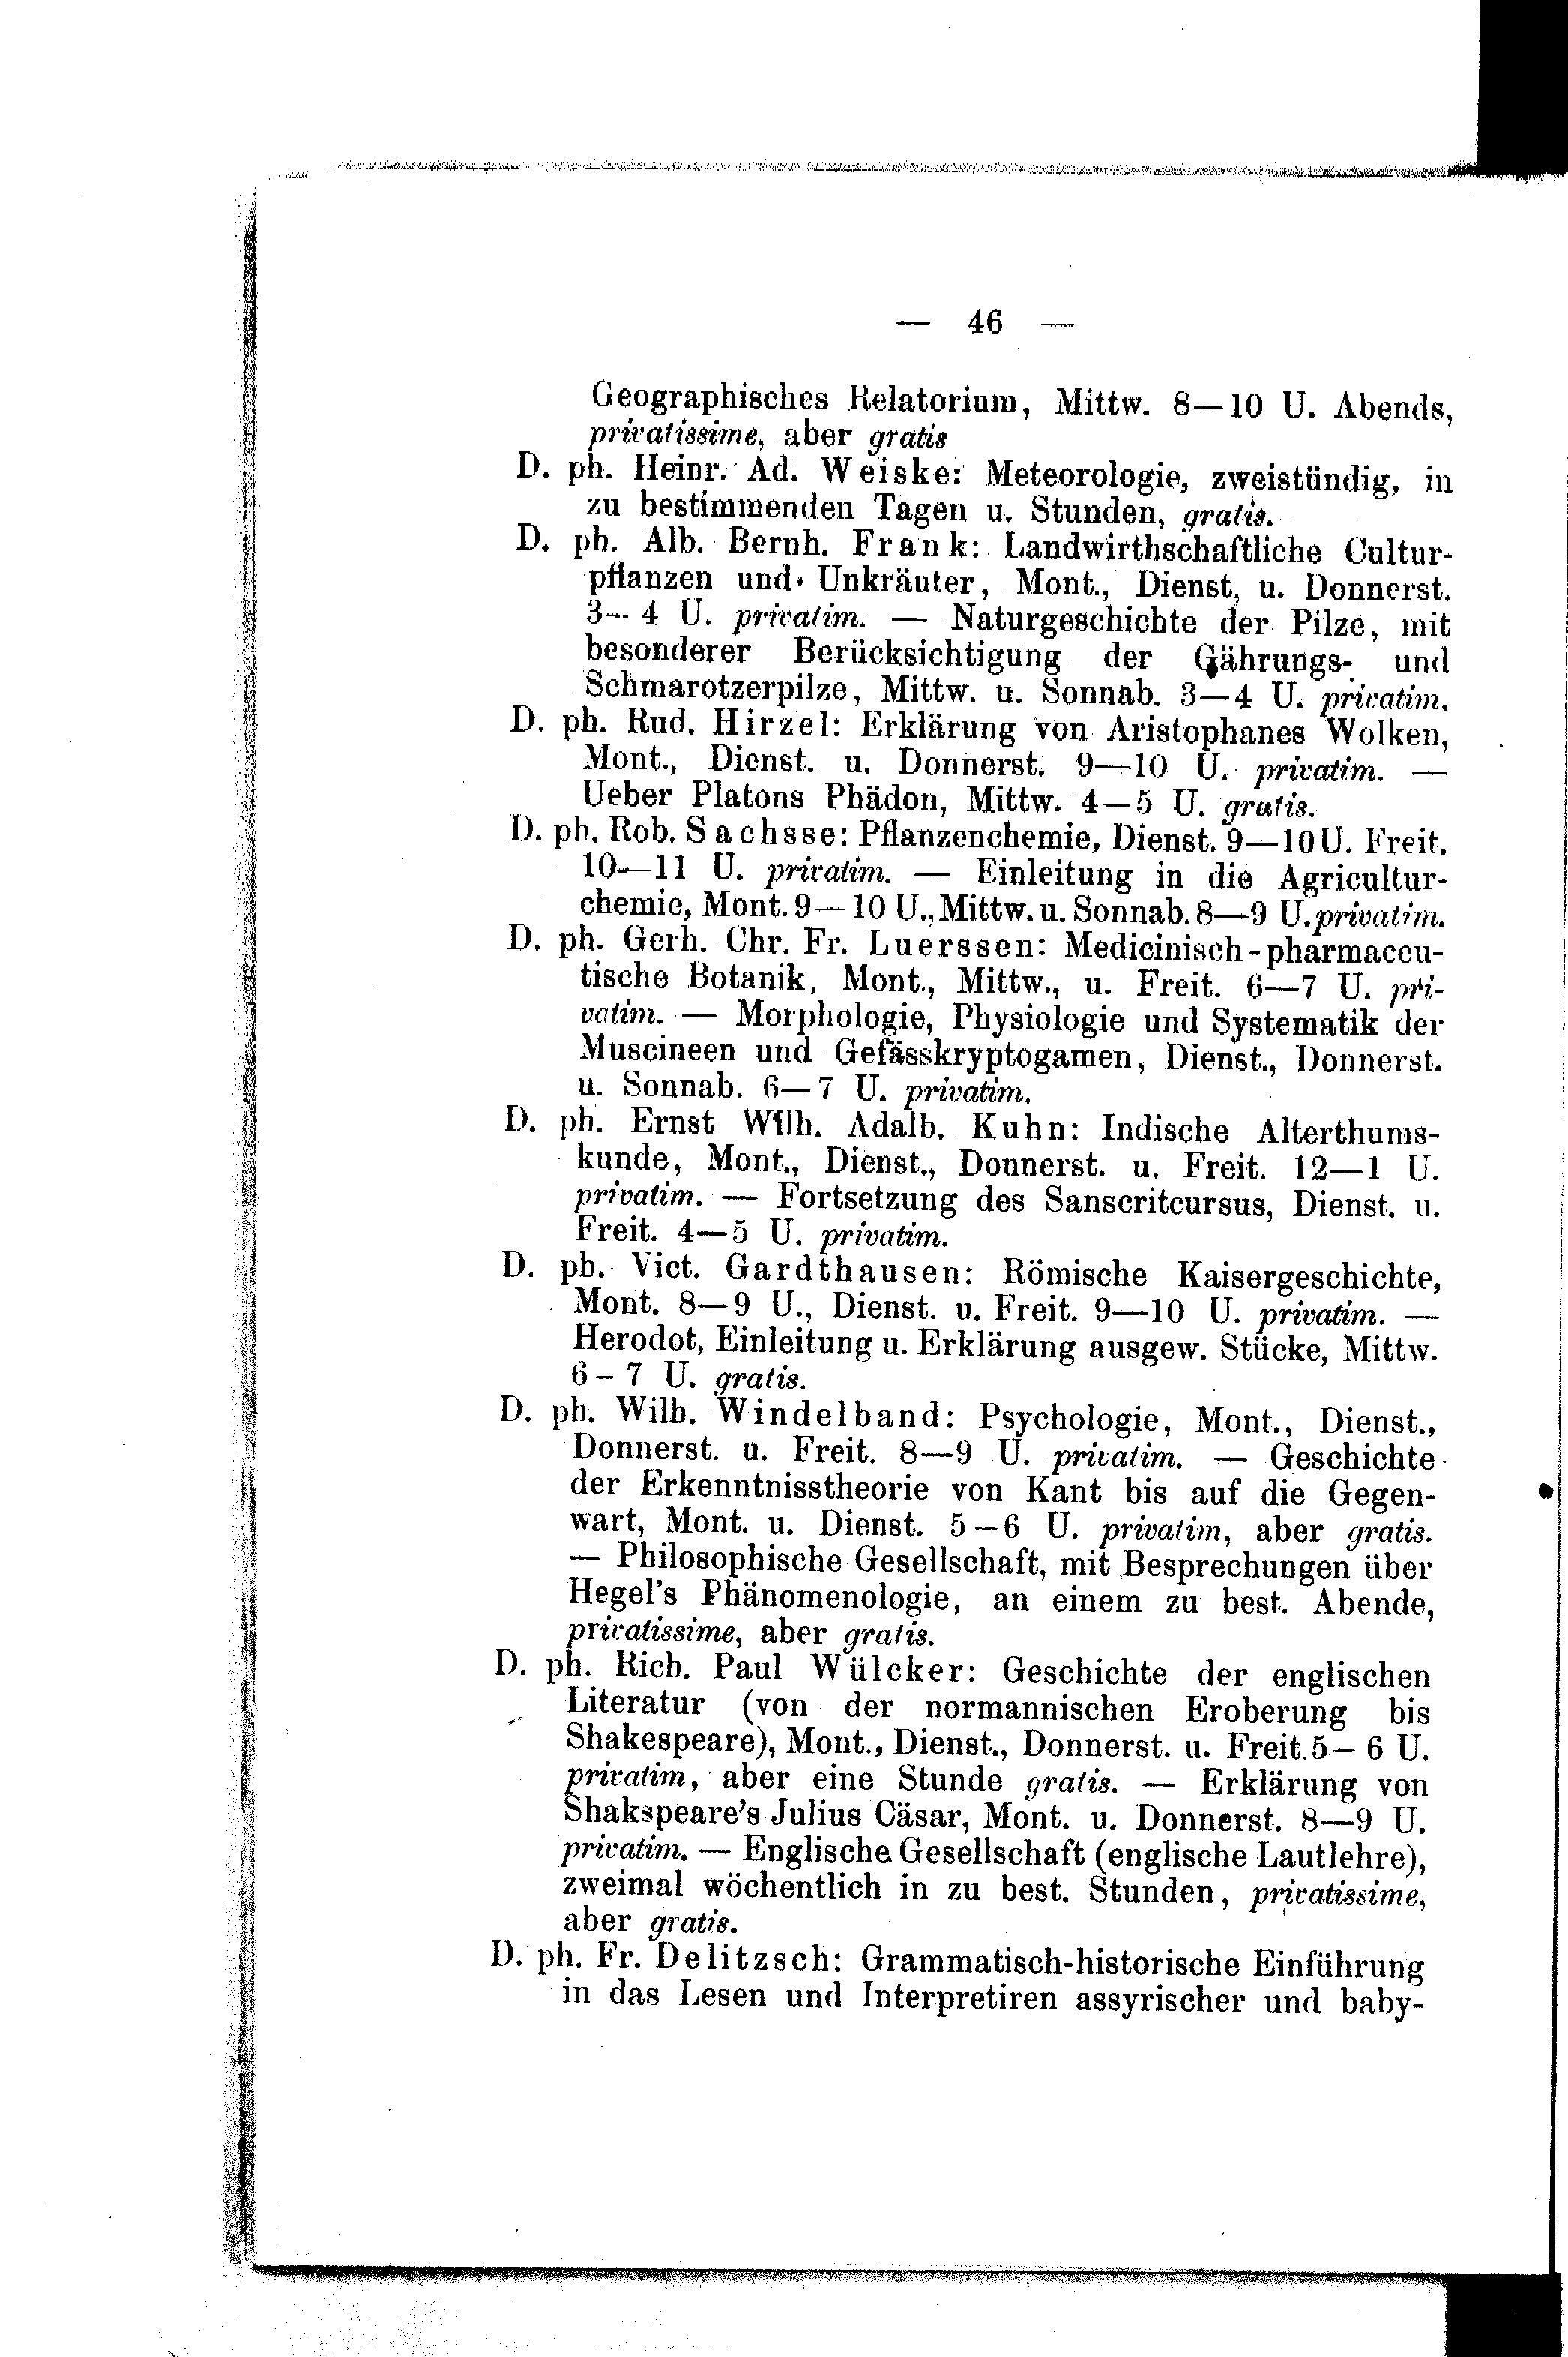 — 46 —
Geographisches Relatorium, Mittw. 8—10 U. Abends,
privatissime, aber gratis
D. ph. Heinr. Ad. Weiske: Meteorologie, zweistündig, in
zu bestimmenden Tagen u. Stunden, gratis.
D. ph. Alb. Bernh. Frank: Landwirthschaftliche Cultur-
pflanzen und Unkräuter, Mont., Dienst. u. Donnerst.
3—4 U. privatim. — Naturgeschichte der Pilze, mit
besonderer Berücksichtigung der Gährungs- und
Schmarotzerpilze, Mittw. u. Sonnab. 3—4 U. privatim.
D. ph. Rud. Hirzel: Erklärung von Aristophanes Wolken,
Mont., Dienst. u. Donnerst. 9—10 U. privatim. —
Ueber Platons Phädon, Mittw. 4—5 U. gratis.
D. ph. Rob. Sachsse: Pflanzenchemie, Dienst. 9—10 U. Freit.
10—11 U. privatim. — Einleitung in die Agricultur-
chemie, Mont. 9—10 U., Mittw. u. Sonnab. 8—9 U. privatim.
D. ph. Gerh. Chr. Fr. Luerssen: Medicinisch-pharmaceu-
tische Botanik, Mont., Mittw., u. Freit. 6—7 U. pri-
vatim. — Morphologie, Physiologie und Systematik der
Muscineen und Gefässkryptogamen, Dienst., Donnerst.
u. Sonnab. 6—7 U. privatim.
D. ph. Ernst Wilh. Adalb. Kuhn: Indische Alterthums-
kunde, Mont., Dienst., Donnerst. u. Freit. 12—1 U.
privatim. — Fortsetzung des Sanscritcursus, Dienst. u.
Freit. 4—5 U. privatim.
D. ph. Vict. Gardthausen: Römische Kaisergeschichte,
Mont. 8—9 U., Dienst. u. Freit. 9—10 U. privatim. —
Herodot, Einleitung u. Erklärung ausgew. Stücke, Mittw.
6—7 U. gratis.
D. ph. Wilh. Windelband: Psychologie, Mont., Dienst.,
Donnerst. u. Freit. 8—9 U. privatim. — Geschichte
der Erkenntnisstheorie von Kant bis auf die Gegen-
wart, Mont. u. Dienst. 5—6 U. privatim, aber gratis.
— Philosophische Gesellschaft, mit Besprechungen über
Hegel's Phänomenologie, an einem zu best. Abende,
privatissime, aber gratis.
D. ph. Rich. Paul Wülcker: Geschichte der englischen
Literatur (von der normannischen Eroberung bis
Shakespeare), Mont., Dienst., Donnerst. u. Freit. 5—6 U.
privatim, aber eine Stunde gratis. — Erklärung von
Shakspeare's Julius Cäsar, Mont. u. Donnerst. 8—9 U.
privatim. — Englische Gesellschaft (englische Lautlehre),
zweimal wöchentlich in zu best. Stunden, privatissime,
aber gratis.
D. ph. Fr. Delitzsch: Grammatisch-historische Einführung
in das Lesen und Interpretiren assyrischer und baby-